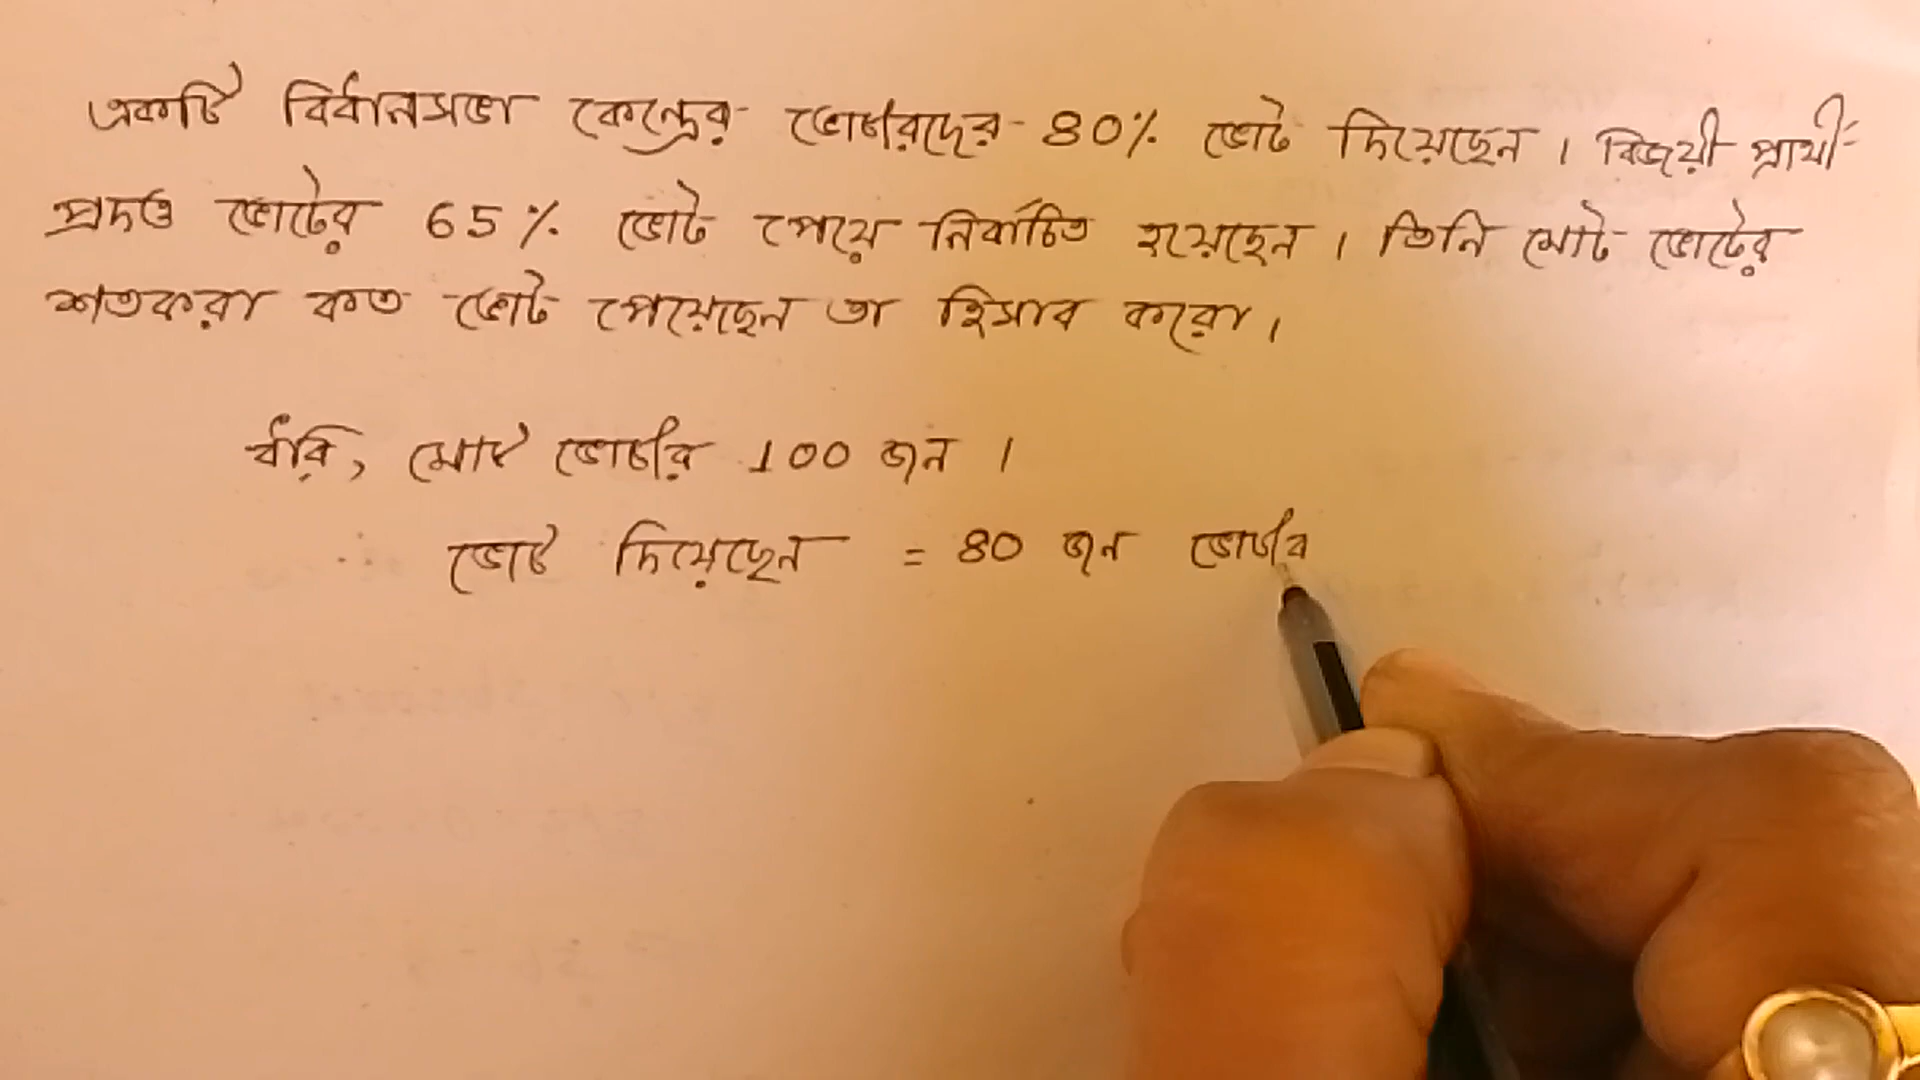 একটি বিধানসভা কেন্দ্রের ভোটারদের 80% ভোট দিয়েছেন । বিজয়ী প্রার্থী
প্রদত্ত ভোটের 65% ভোট পেয়ে নির্বাচিত হয়েছেন । তিনি মোট ভোটের
শতকরা কত ভোট পেয়েছেন তা হিসাব করো ।
ধরি, মোট ভোটার 100 জন ।
∴ ভোট দিয়েছেন = 80 জন ভোটার